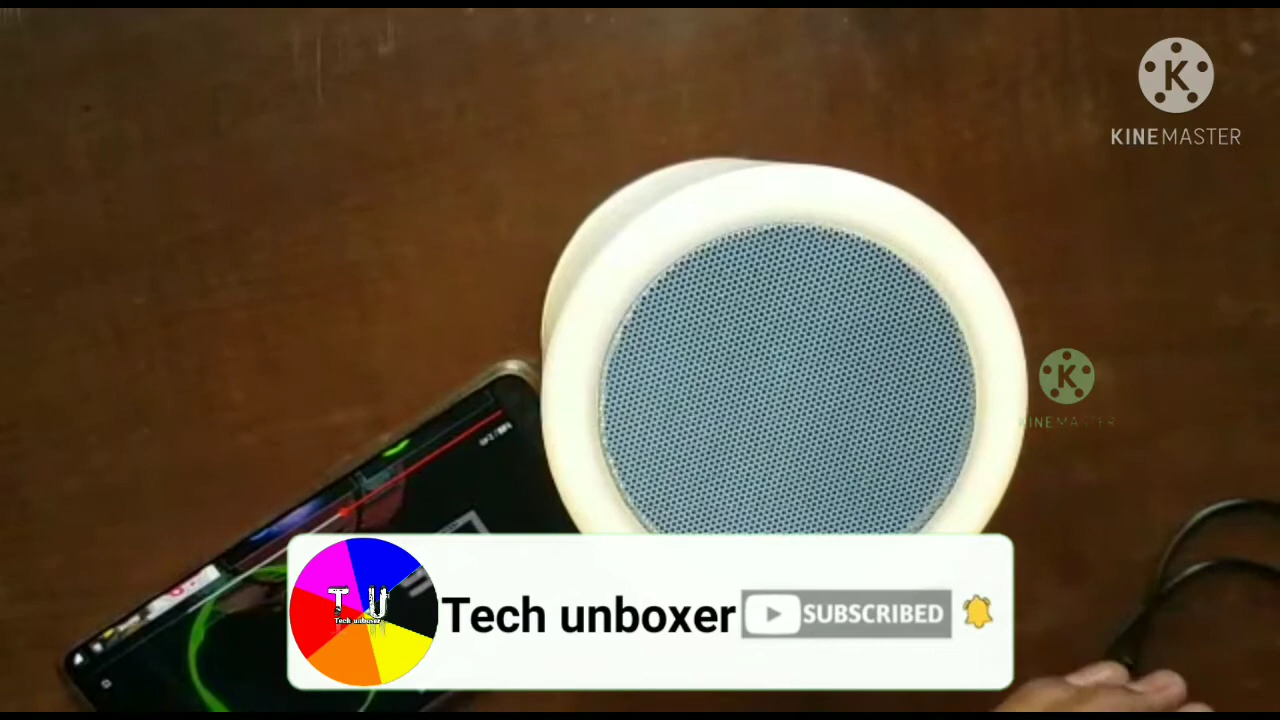 K
KINEMASTER
K
KINEMASTER
T U
Tech unboxer
Tech unboxer
SUBSCRIBED